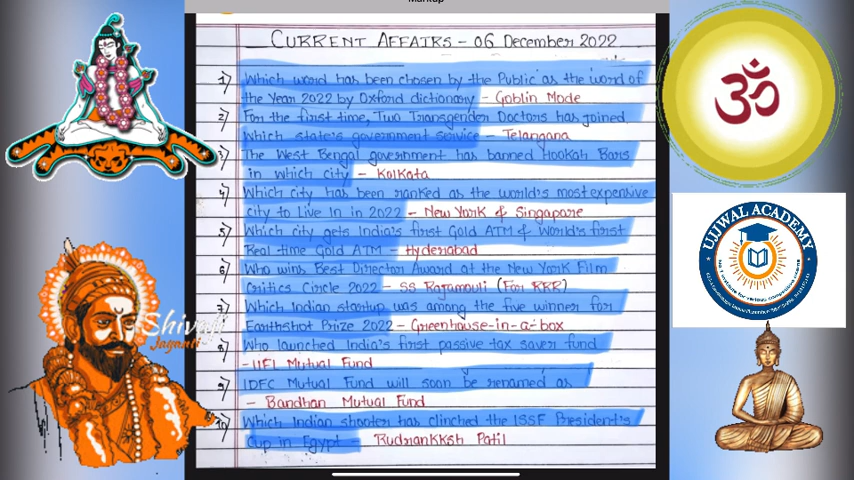 Markup
CURRENT AFFAIRS - 06 December 2022
1) Which word has been chosen by the Public as the word of
the Year 2022 by Oxford dictionary - Goblin Mode
2) For the first time, Two Transgender Doctors has joined
Which state's government service - Telangana
3) The West Bengal government has banned Hookah Bars
in which city - Kolkata
4) Which city has been ranked as the world's most expensive
city to Live In in 2022 - New York & Singapore
5) Which city gets India's first Gold ATM & World's first
Real time Gold ATM - Hyderabad
6) Who wins Best Director Award at the New York Film
Critics Circle 2022 - SS Rajamouli (For RRR)
7) Which Indian startup was among the five winner for
Earthshot Prize 2022 - Greenhouse-in-a-box
8) Who launched India's first passive tax saver fund
- IIFL Mutual Fund
9) IDFC Mutual Fund will soon be renamed as
- Bandhan Mutual Fund
10) Which Indian shooter has clinched the ISSF President's
Cup in Egypt - Rudrankksh Patil
ॐ
UJJWAL ACADEMY
Shivaji
Jayanti